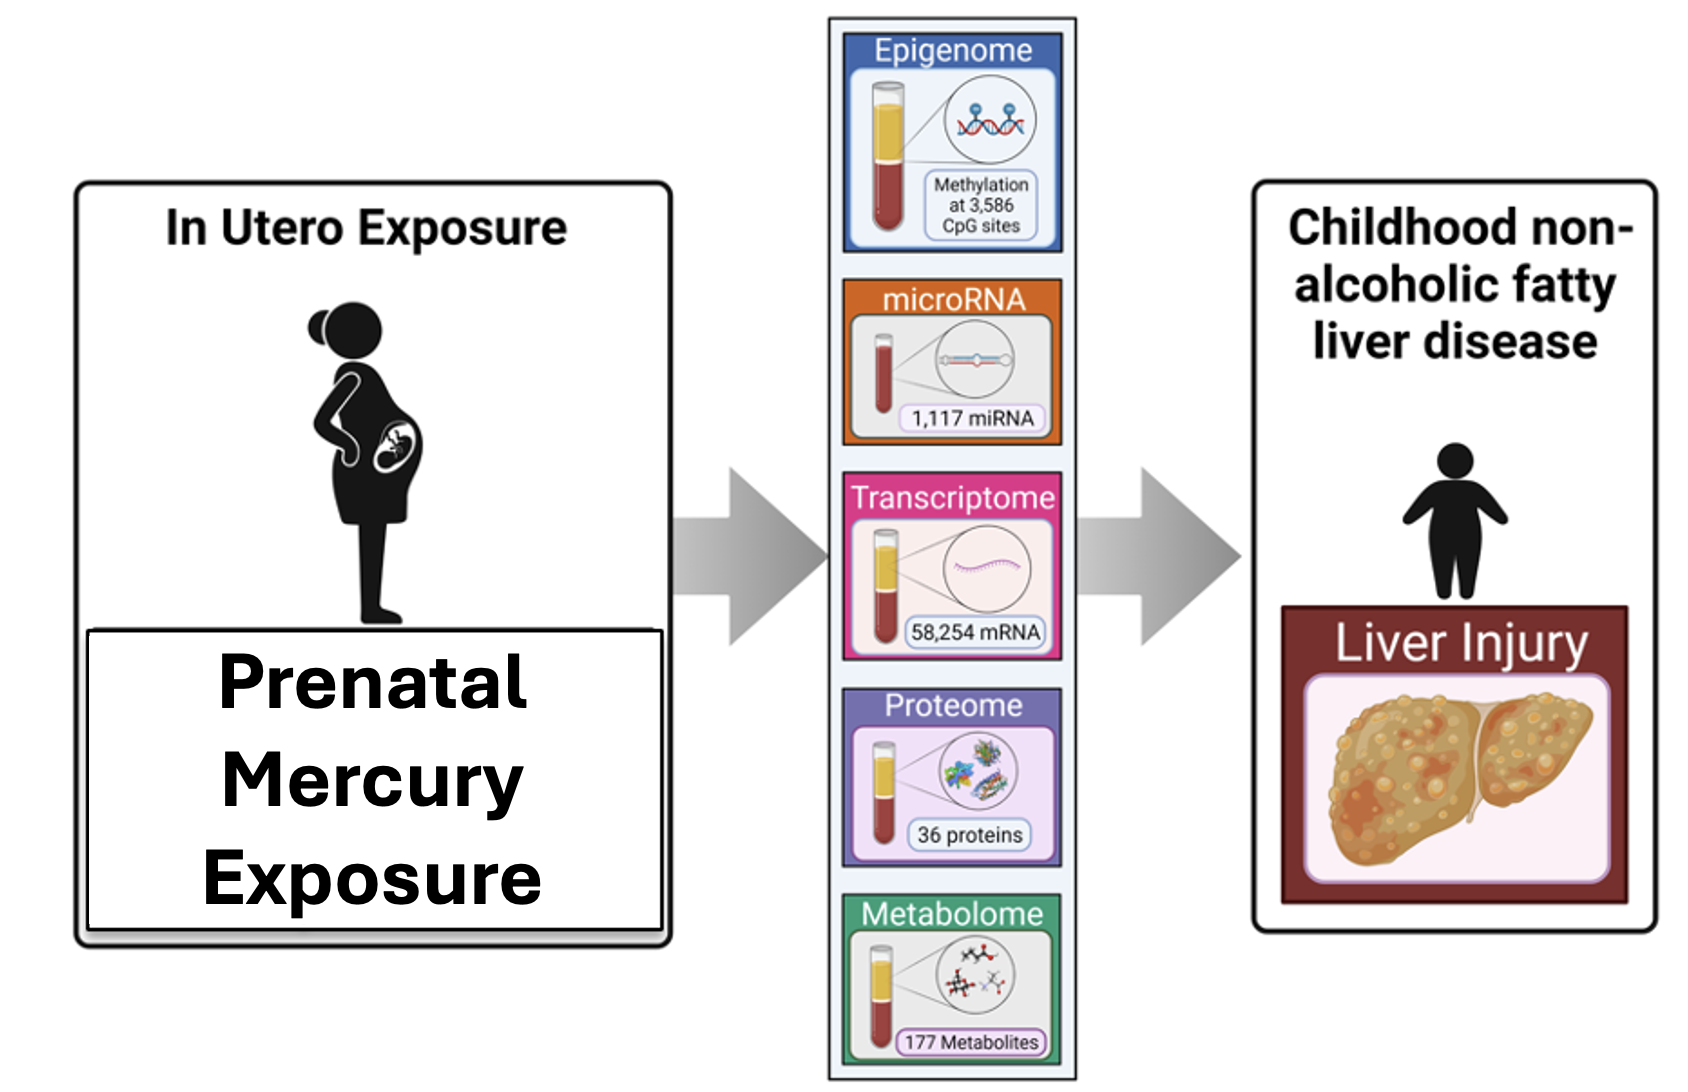 In Utero Exposure
Prenatal
Mercury
Exposure
Epigenome
Methylation
at 3,586
CpG sites
microRNA
1,117 miRNA
Transcriptome
58,254 mRNA
Proteome
36 proteins
Metabolome
177 Metabolites
Childhood non-
alcoholic fatty
liver disease
Liver Injury